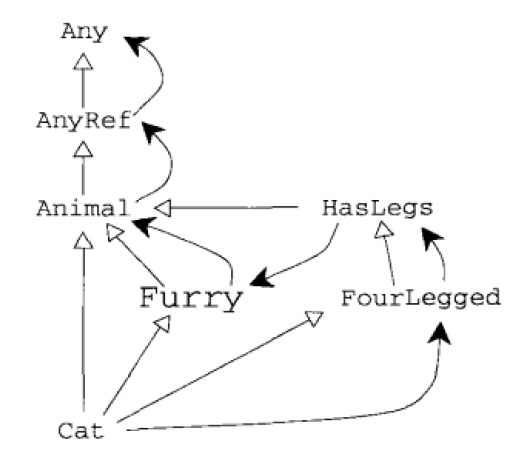 Any
AnyRef
Animal
HasLegs
Furry
FourLegged
Cat